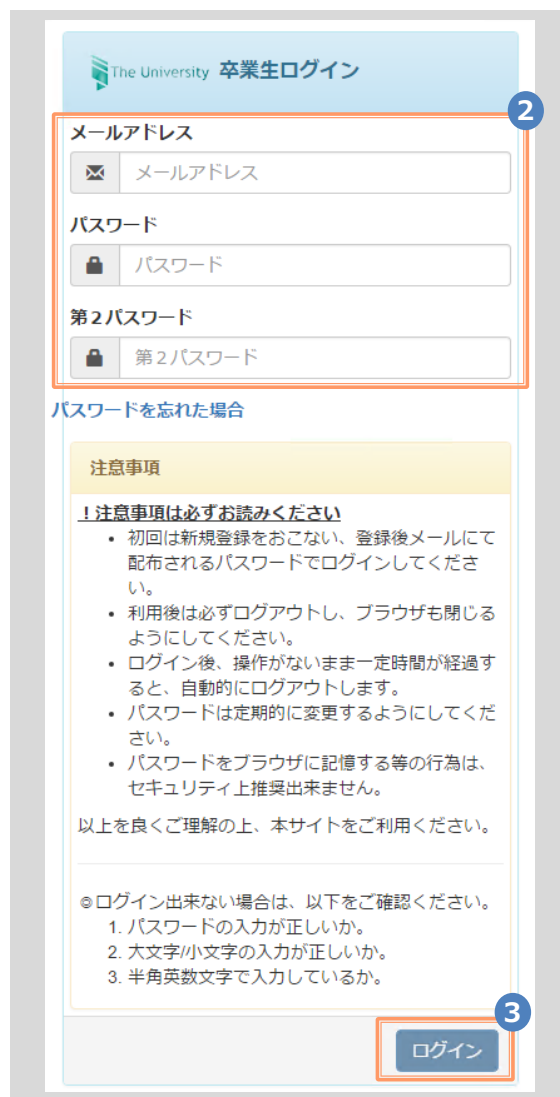 The University 卒業生ログイン
2
メールアドレス
メールアドレス
パスワード
パスワード
第2パスワード
第2パスワード
パスワードを忘れた場合
注意事項
!注意事項は必ずお読みください
• 初回は新規登録をおこない、登録後メールにて
配布されるパスワードでログインしてくださ
い。
• 利用後は必ずログアウトし、ブラウザも閉じる
ようにしてください。
• ログイン後、操作がないまま一定時間が経過す
ると、自動的にログアウトします。
• パスワードは定期的に変更するようにしてくだ
さい。
• パスワードをブラウザに記憶する等の行為は、
セキュリティ上推奨出来ません。
以上を良くご理解の上、本サイトをご利用ください。
◎ログイン出来ない場合は、以下をご確認ください。
1. パスワードの入力が正しいか。
2. 大文字/小文字の入力が正しいか。
3. 半角英数文字で入力しているか。
3
ログイン